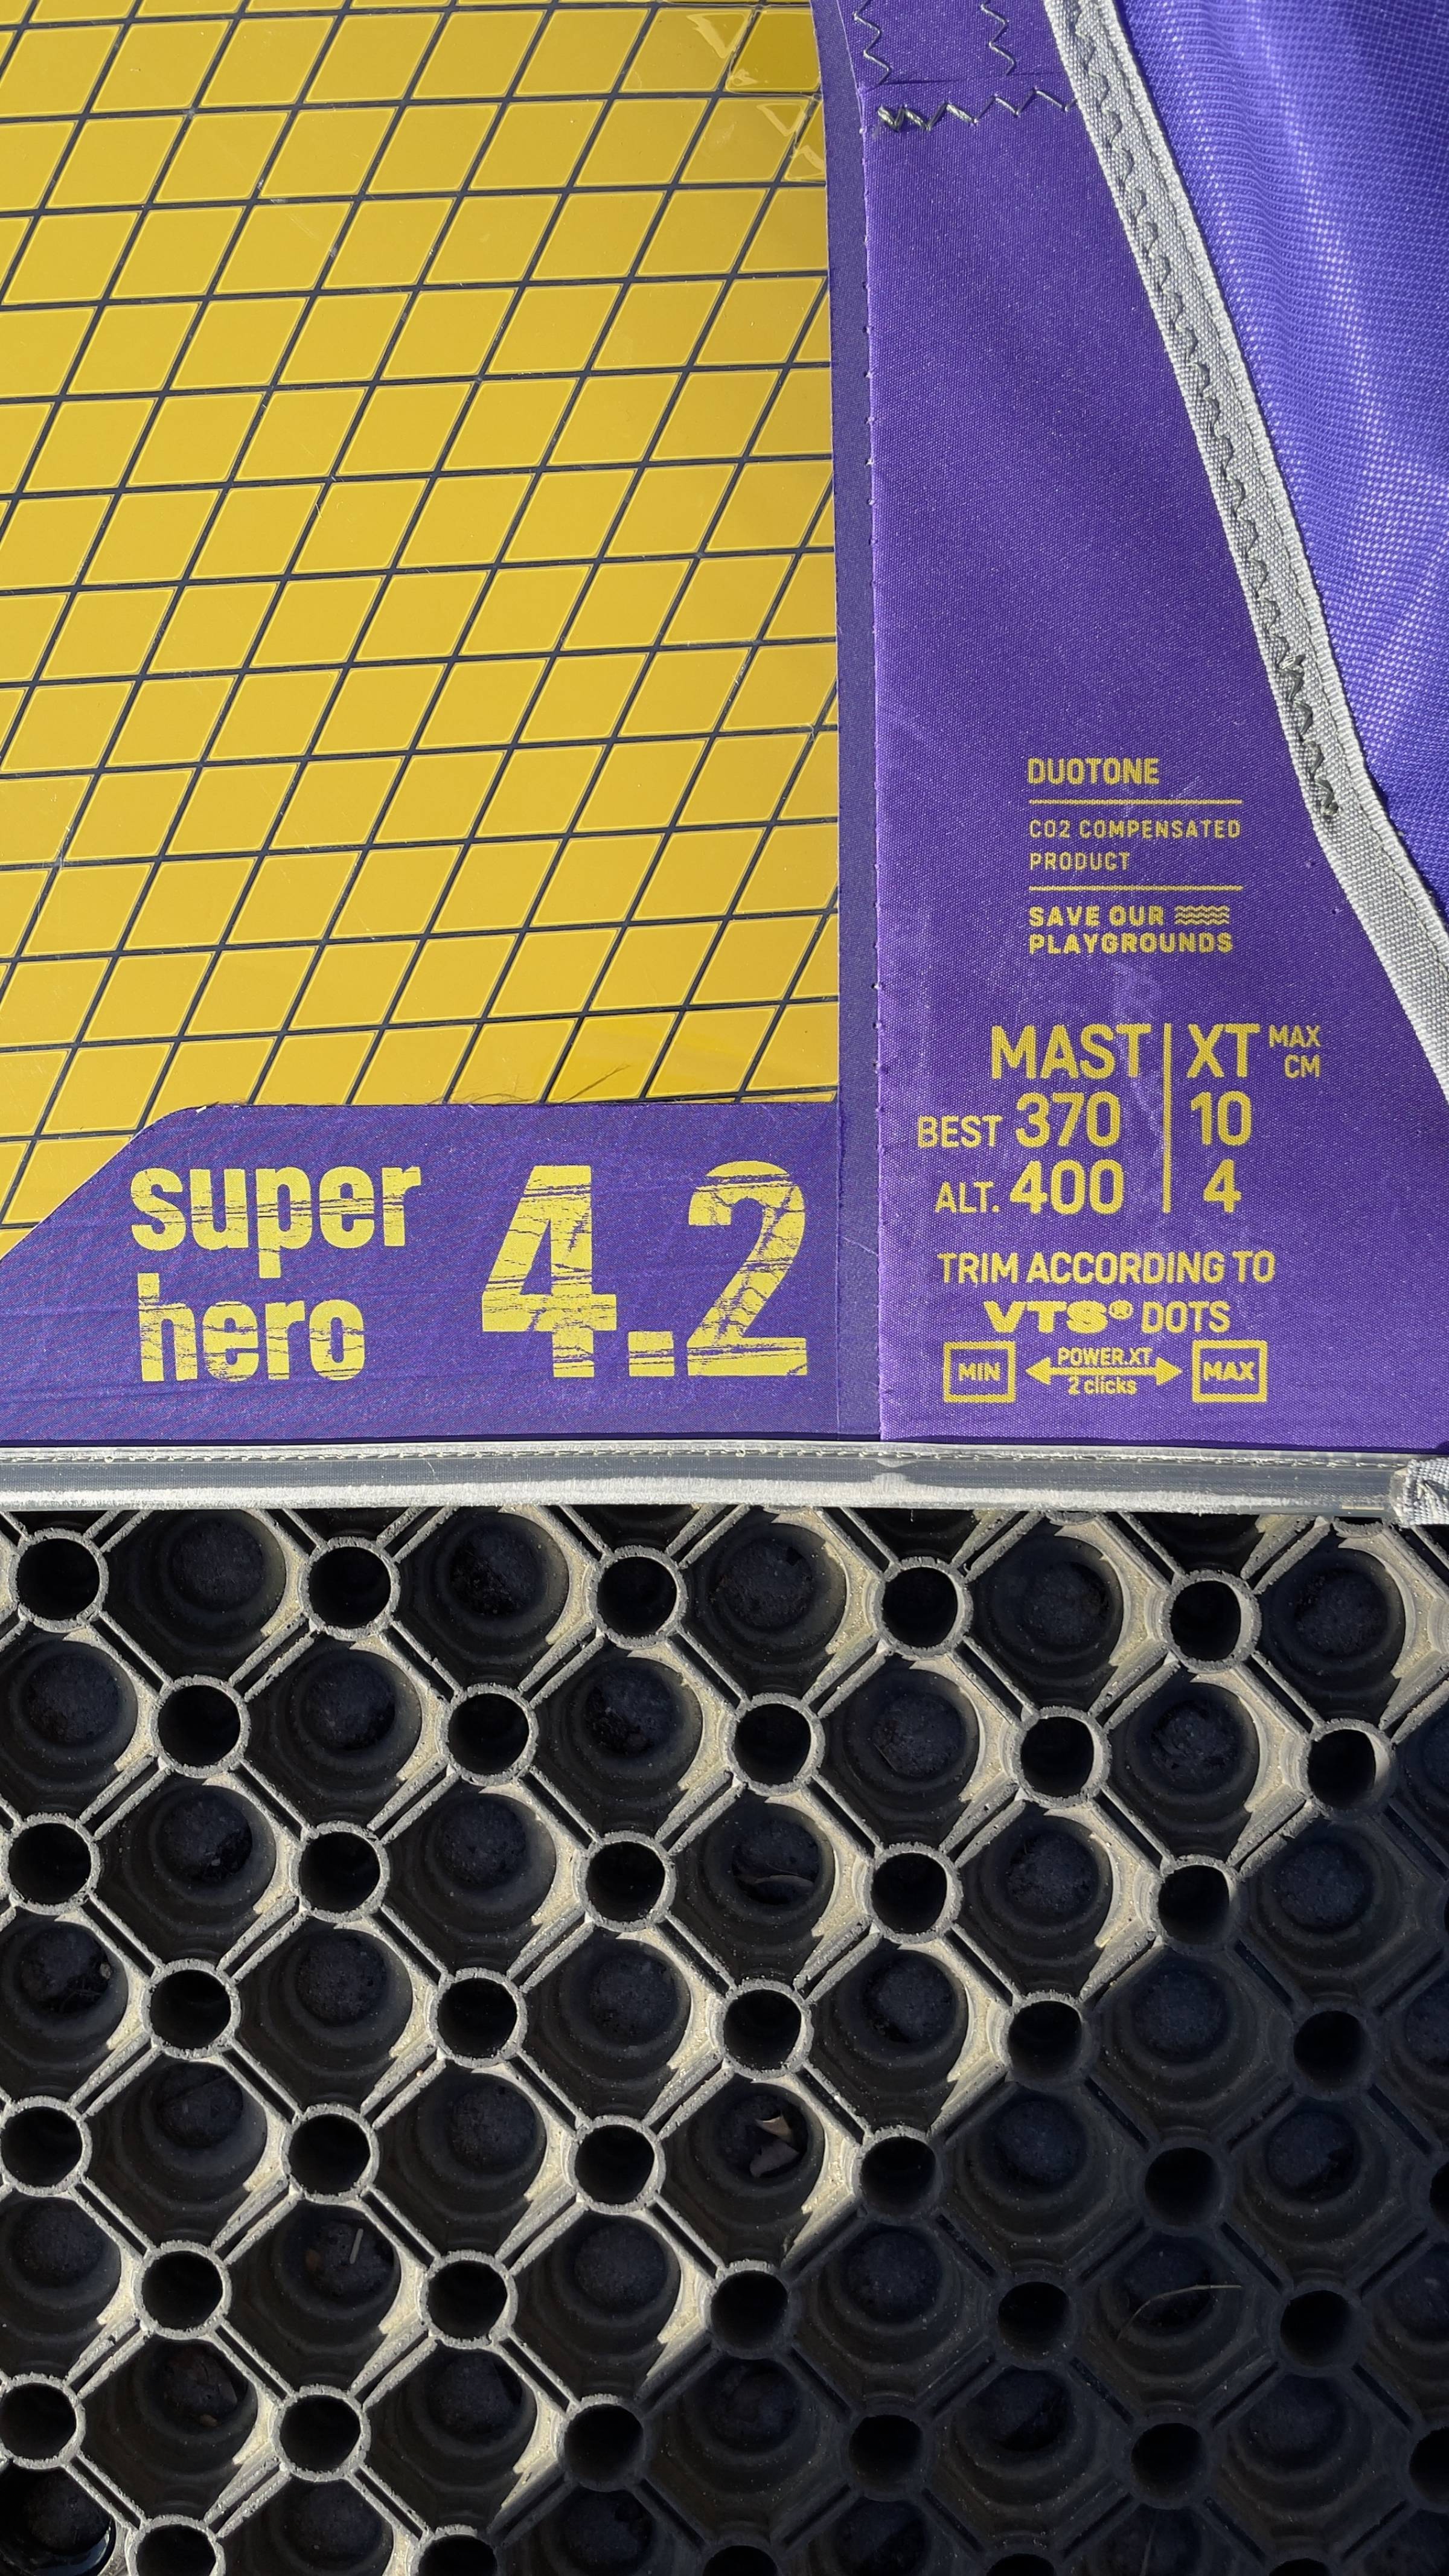 DUOTONE
CO2 COMPENSATED
PRODUCT
SAVE OUR
PLAYGROUNDS
MAST | XT MAX CM
BEST 370 | 10
ALT. 400 | 4
TRIM ACCORDING TO
VTS® DOTS
MIN POWER.XT MAX
2 clicks
super
hero
4.2